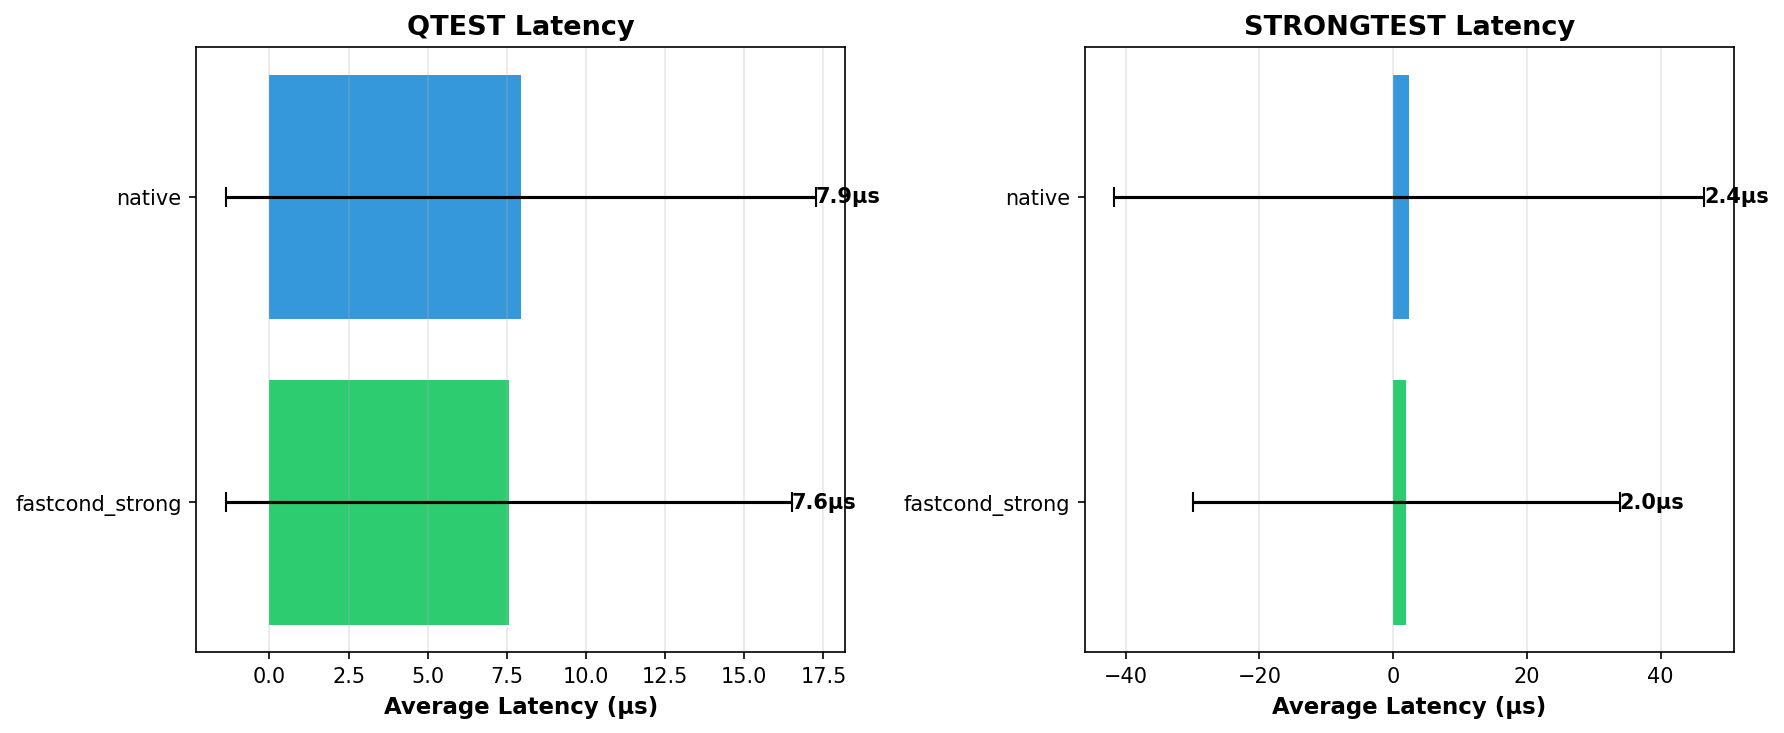 QTEST Latency
native
7.9µs
fastcond_strong
7.6µs
0.0 2.5 5.0 7.5 10.0 12.5 15.0 17.5
Average Latency (µs)
STRONGTEST Latency
native
2.4µs
fastcond_strong
2.0µs
−40 −20 0 20 40
Average Latency (µs)